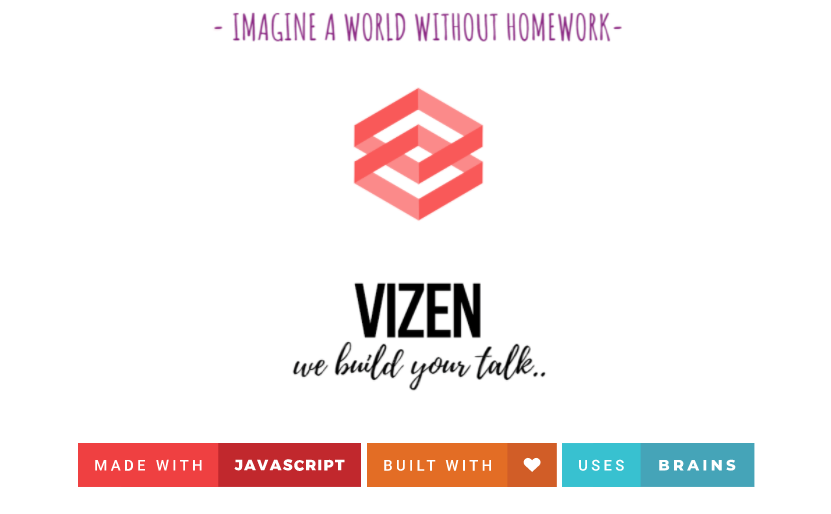 - IMAGINE A WORLD WITHOUT HOMEWORK-
VIZEN
we build your talk..
MADE WITH JAVASCRIPT BUILT WITH ♥ USES BRAINS